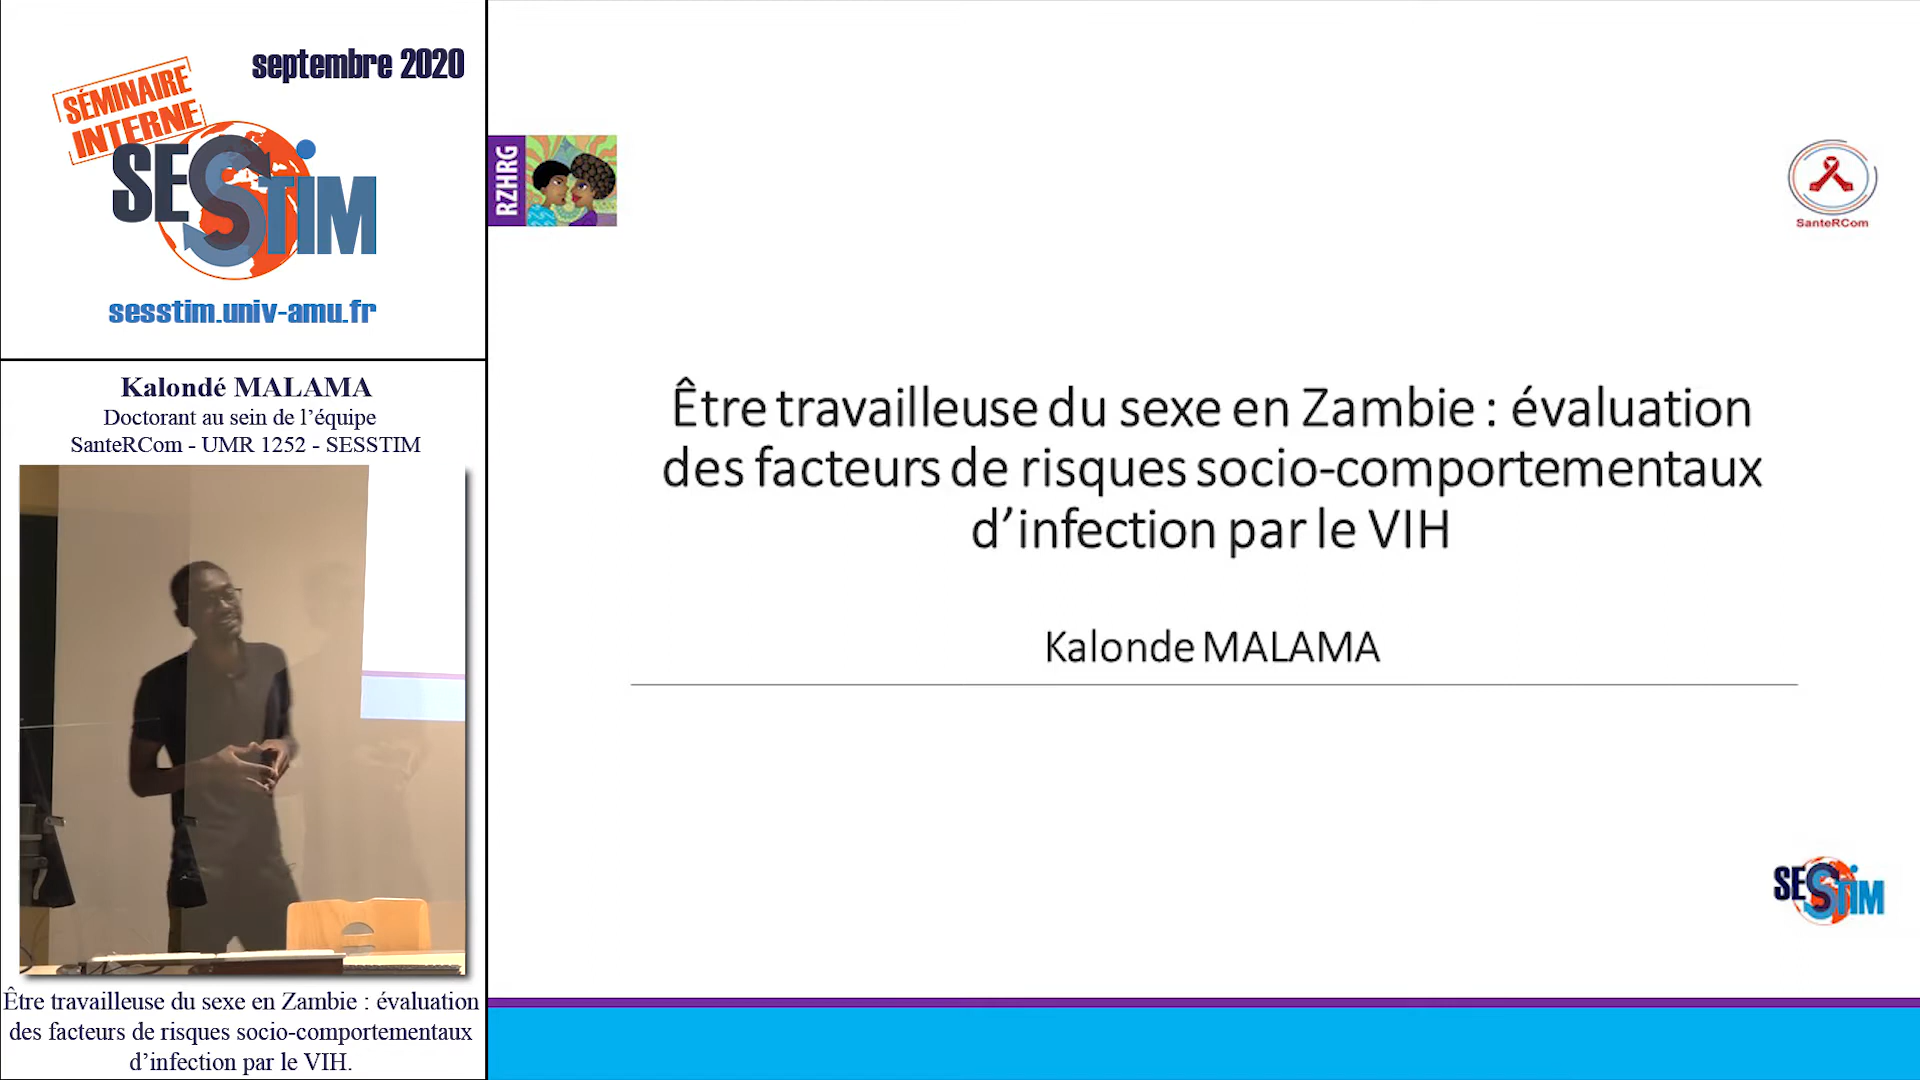 septembre 2020
SÉMINAIRE
INTERNE
SESSTIM
sesstim.univ-amu.fr
Kalondé MALAMA
Doctorant au sein de l’équipe
SanteRCom - UMR 1252 - SESSTIM
Être travailleuse du sexe en Zambie : évaluation
des facteurs de risques socio-comportementaux
d’infection par le VIH.
RZHRG
SanteRCom
Être travailleuse du sexe en Zambie : évaluation
des facteurs de risques socio-comportementaux
d’infection par le VIH
Kalonde MALAMA
SESSTIM